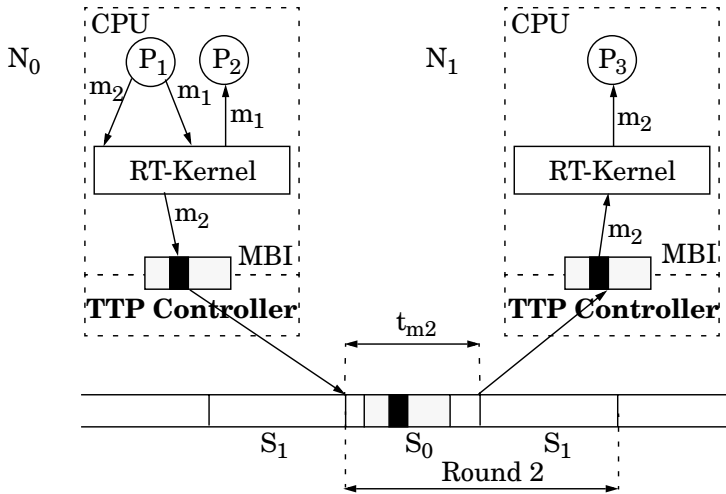 CPU
N0
P1
P2
m2
m1
m1
RT-Kernel
m2
MBI
TTP Controller
CPU
N1
P3
m2
RT-Kernel
m2
MBI
TTP Controller
tm2
S1
S0
S1
Round 2